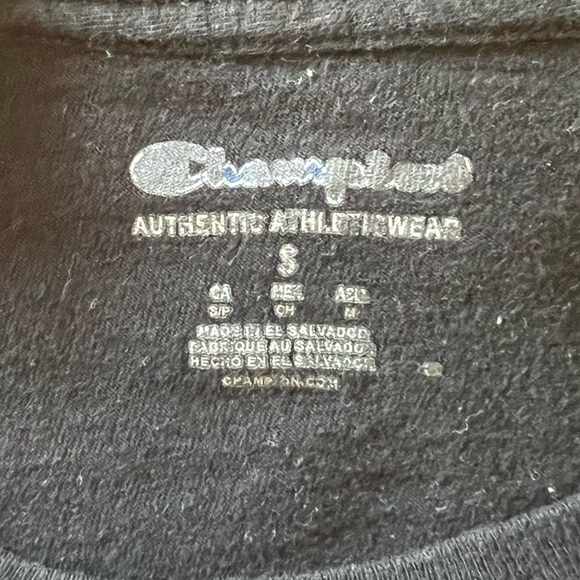 Champion
AUTHENTIC ATHLETICWEAR
S
CA MEX ASIA
S/P CH M
MADE IN EL SALVADOR
FABRIQUE AU SALVADOR
HECHO EN EL SALVADOR
CHAMPION.COM